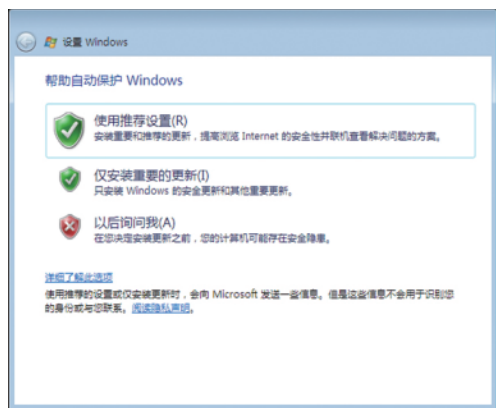 设置 Windows
帮助自动保护 Windows
使用推荐设置(R)
安装重要和推荐的更新，提高浏览 Internet 的安全性并联机查看解决问题的方案。
仅安装重要的更新(I)
只安装 Windows 的安全更新和其他重要更新。
以后询问我(A)
在您决定安装更新之前，您的计算机可能存在安全隐患。
详细了解此选项
使用推荐的设置或仅安装更新时，会向 Microsoft 发送一些信息。但是这些信息不会用于识别您
的身份或与您联系。阅读隐私声明。